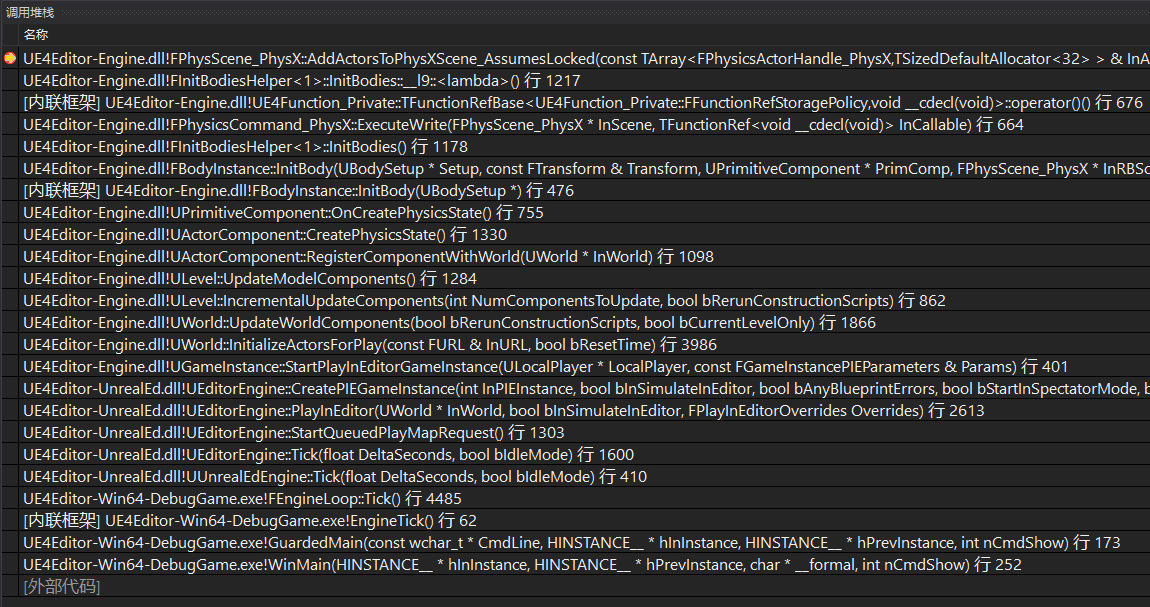 调用堆栈
名称
UE4Editor-Engine.dll!FPhysScene_PhysX::AddActorsToPhysXScene_AssumesLocked(const TArray<FPhysicsActorHandle_PhysX,TSizedDefaultAllocator<32> > & InA
UE4Editor-Engine.dll!FInitBodiesHelper<1>::InitBodies::__l9::<lambda>() 行 1217
[内联框架] UE4Editor-Engine.dll!UE4Function_Private::TFunctionRefBase<UE4Function_Private::FFunctionRefStoragePolicy,void __cdecl(void)>::operator()() 行 676
UE4Editor-Engine.dll!FPhysicsCommand_PhysX::ExecuteWrite(FPhysScene_PhysX * InScene, TFunctionRef<void __cdecl(void)> InCallable) 行 664
UE4Editor-Engine.dll!FInitBodiesHelper<1>::InitBodies() 行 1178
UE4Editor-Engine.dll!FBodyInstance::InitBody(UBodySetup * Setup, const FTransform & Transform, UPrimitiveComponent * PrimComp, FPhysScene_PhysX * InRBSc
[内联框架] UE4Editor-Engine.dll!FBodyInstance::InitBody(UBodySetup *) 行 476
UE4Editor-Engine.dll!UPrimitiveComponent::OnCreatePhysicsState() 行 755
UE4Editor-Engine.dll!UActorComponent::CreatePhysicsState() 行 1330
UE4Editor-Engine.dll!UActorComponent::RegisterComponentWithWorld(UWorld * InWorld) 行 1098
UE4Editor-Engine.dll!ULevel::UpdateModelComponents() 行 1284
UE4Editor-Engine.dll!ULevel::IncrementalUpdateComponents(int NumComponentsToUpdate, bool bRerunConstructionScripts) 行 862
UE4Editor-Engine.dll!UWorld::UpdateWorldComponents(bool bRerunConstructionScripts, bool bCurrentLevelOnly) 行 1866
UE4Editor-Engine.dll!UWorld::InitializeActorsForPlay(const FURL & InURL, bool bResetTime) 行 3986
UE4Editor-Engine.dll!UGameInstance::StartPlayInEditorGameInstance(ULocalPlayer * LocalPlayer, const FGameInstancePIEParameters & Params) 行 401
UE4Editor-UnrealEd.dll!UEditorEngine::CreatePIEGameInstance(int InPIEInstance, bool bInSimulateInEditor, bool bAnyBlueprintErrors, bool bStartInSpectatorMode, b
UE4Editor-UnrealEd.dll!UEditorEngine::PlayInEditor(UWorld * InWorld, bool bInSimulateInEditor, FPlayInEditorOverrides Overrides) 行 2613
UE4Editor-UnrealEd.dll!UEditorEngine::StartQueuedPlayMapRequest() 行 1303
UE4Editor-UnrealEd.dll!UEditorEngine::Tick(float DeltaSeconds, bool bIdleMode) 行 1600
UE4Editor-UnrealEd.dll!UUnrealEdEngine::Tick(float DeltaSeconds, bool bIdleMode) 行 410
UE4Editor-Win64-DebugGame.exe!FEngineLoop::Tick() 行 4485
[内联框架] UE4Editor-Win64-DebugGame.exe!EngineTick() 行 62
UE4Editor-Win64-DebugGame.exe!GuardedMain(const wchar_t * CmdLine, HINSTANCE__ * hInInstance, HINSTANCE__ * hPrevInstance, int nCmdShow) 行 173
UE4Editor-Win64-DebugGame.exe!WinMain(HINSTANCE__ * hInInstance, HINSTANCE__ * hPrevInstance, char * __formal, int nCmdShow) 行 252
[外部代码]